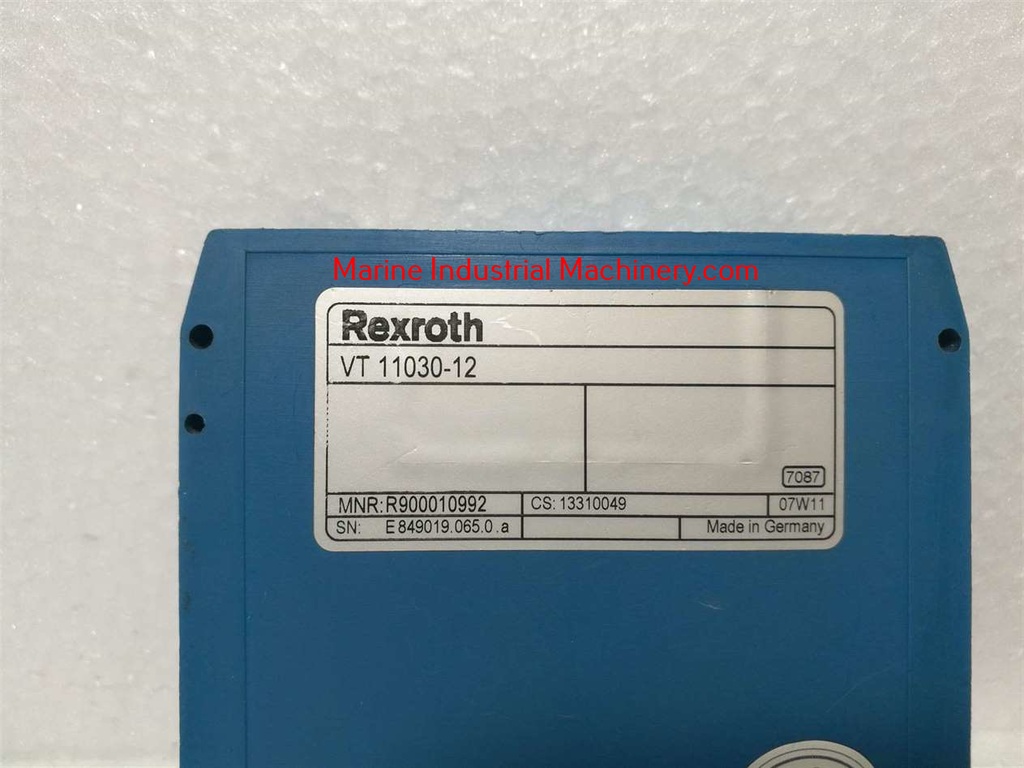 Marine Industrial Machinery.com
Rexroth
VT 11030-12
7087
MNR: R900010992 CS: 13310049 07W11
SN: E 849019.065.0.a Made in Germany